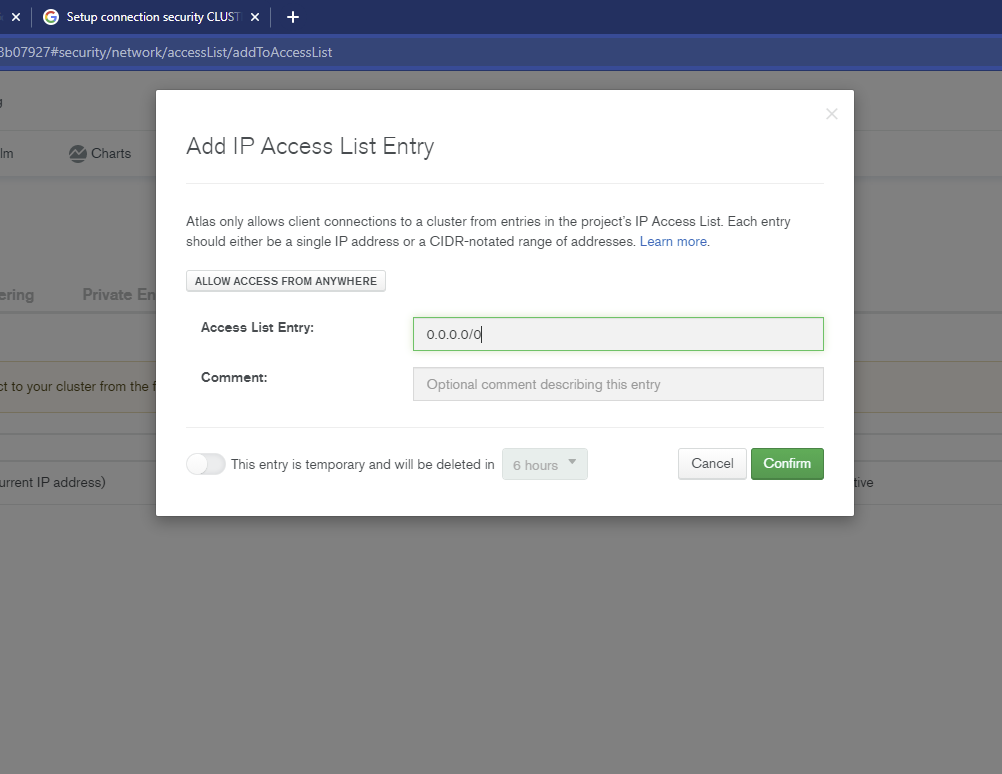 Setup connection security CLUST
3b07927#security/network/accessList/addToAccessList
g
lm
Charts
Add IP Access List Entry
Atlas only allows client connections to a cluster from entries in the project's IP Access List. Each entry
should either be a single IP address or a CIDR-notated range of addresses. Learn more.
ALLOW ACCESS FROM ANYWHERE
ering
Private En
Access List Entry:
0.0.0.0/0
ct to your cluster from the f
Comment:
Optional comment describing this entry
This entry is temporary and will be deleted in
6 hours
Cancel
Confirm
urrent IP address)
tive